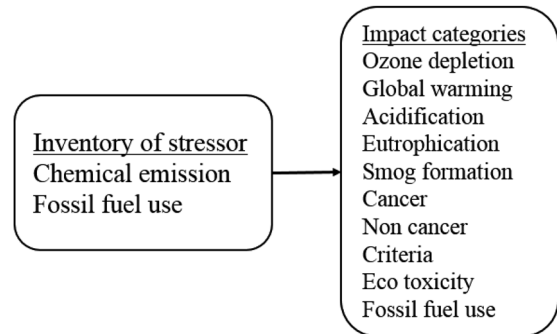 Inventory of stressor
Chemical emission
Fossil fuel use
Impact categories
Ozone depletion
Global warming
Acidification
Eutrophication
Smog formation
Cancer
Non cancer
Criteria
Eco toxicity
Fossil fuel use